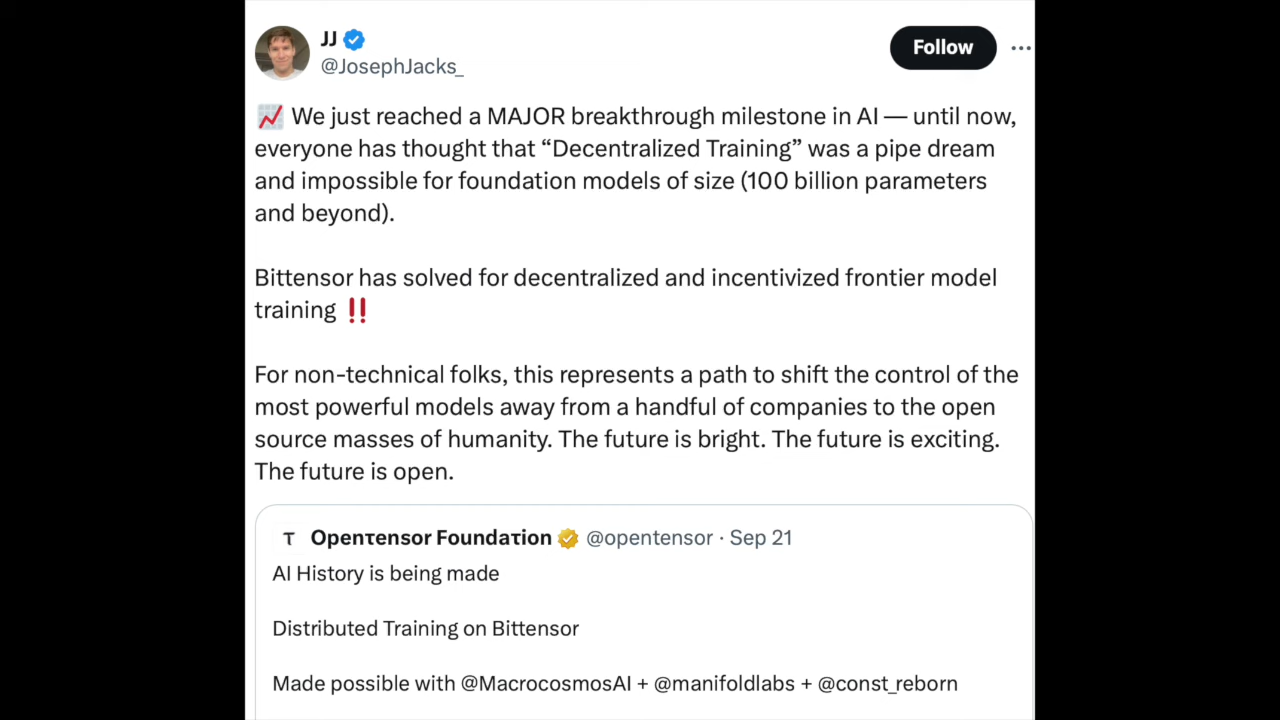 JJ
@JosephJacks_
Follow
📈 We just reached a MAJOR breakthrough milestone in AI — until now,
everyone has thought that “Decentralized Training” was a pipe dream
and impossible for foundation models of size (100 billion parameters
and beyond).
Bittensor has solved for decentralized and incentivized frontier model
training ‼️
For non-technical folks, this represents a path to shift the control of the
most powerful models away from a handful of companies to the open
source masses of humanity. The future is bright. The future is exciting.
The future is open.
τ Openτensor Foundaτion @opentensor · Sep 21
AI History is being made
Distributed Training on Bittensor
Made possible with @MacrocosmosAI + @manifoldlabs + @const_reborn